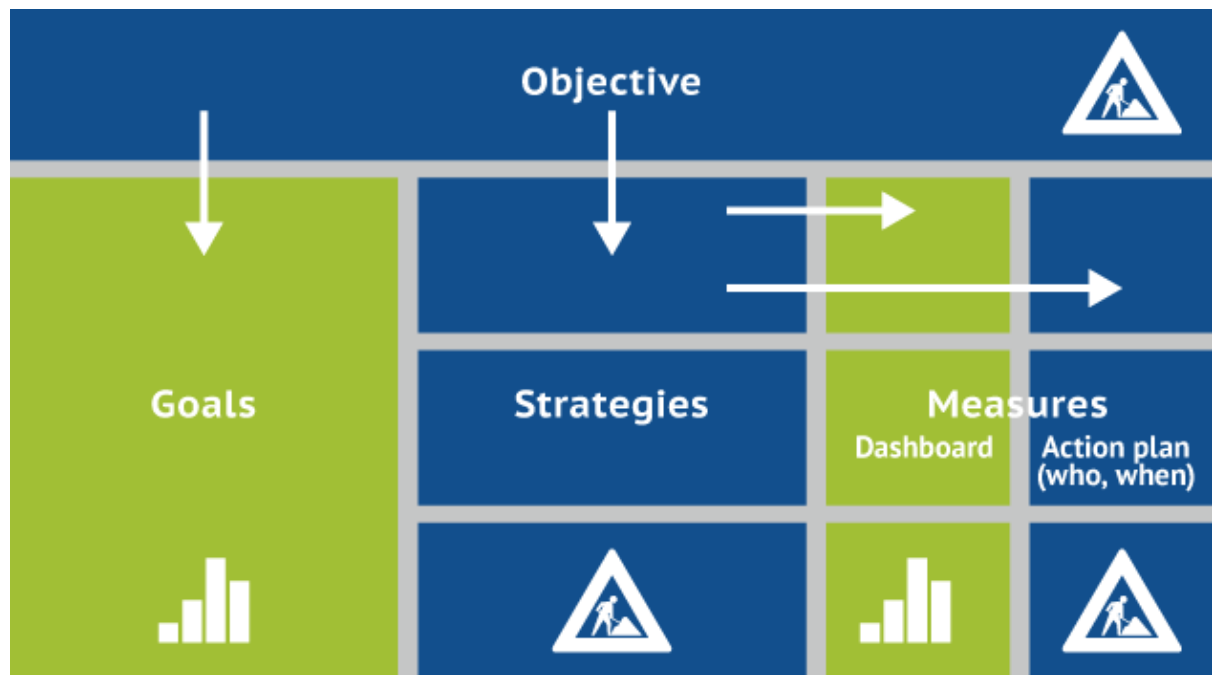 Objective
Goals
Strategies
Measures
Dashboard
Action plan
(who, when)